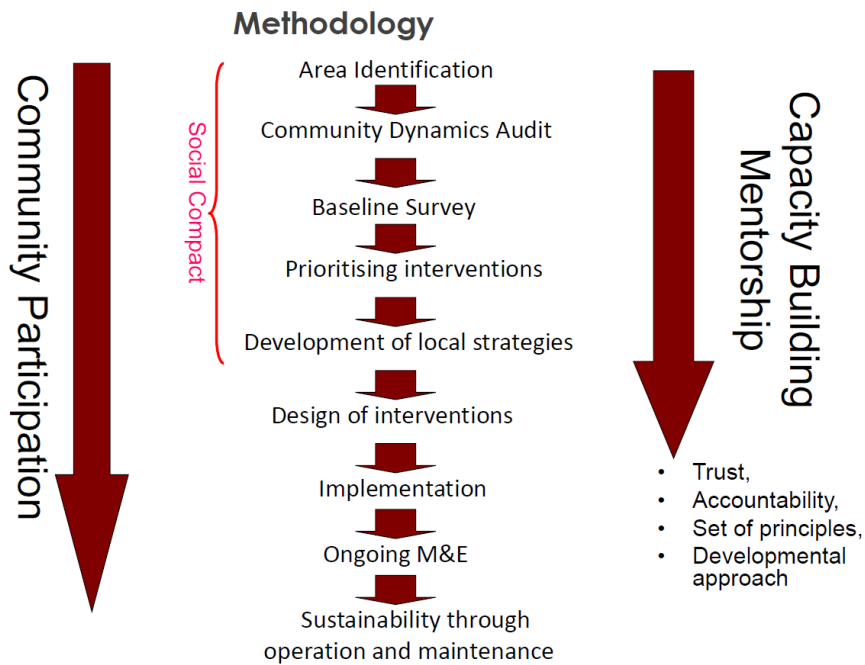 Methodology
Community Participation
Social Compact
Area Identification
Community Dynamics Audit
Baseline Survey
Prioritising interventions
Development of local strategies
Design of interventions
Implementation
Ongoing M&E
Sustainability through
operation and maintenance
Capacity Building
Mentorship
• Trust,
• Accountability,
• Set of principles,
• Developmental
approach